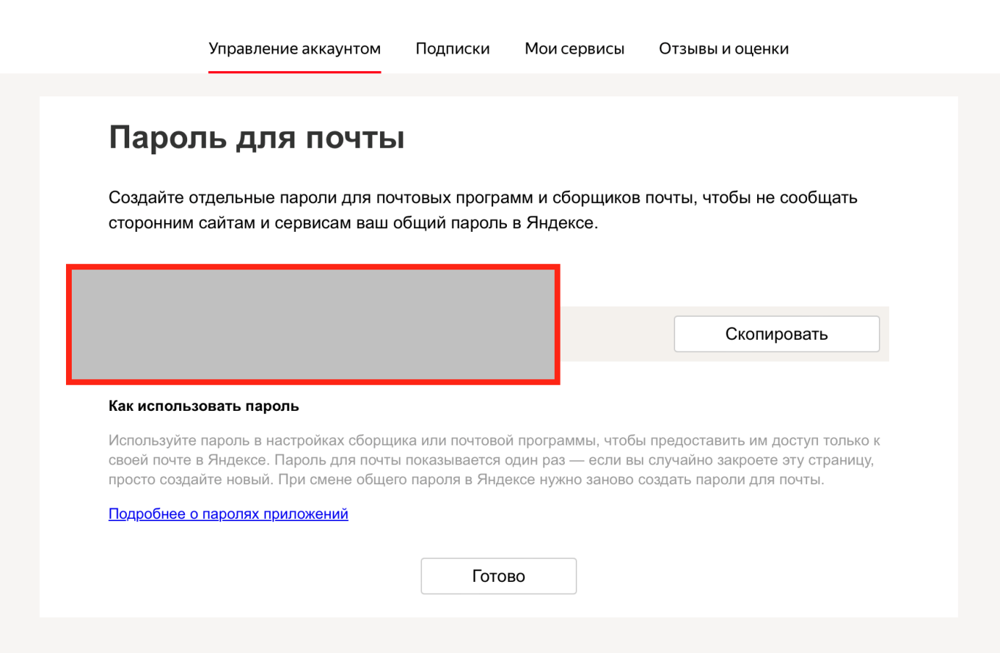 Управление аккаунтом Подписки Мои сервисы Отзывы и оценки
Пароль для почты
Создайте отдельные пароли для почтовых программ и сборщиков почты, чтобы не сообщать
сторонним сайтам и сервисам ваш общий пароль в Яндексе.
Скопировать
Как использовать пароль
Используйте пароль в настройках сборщика или почтовой программы, чтобы предоставить им доступ только к
своей почте в Яндексе. Пароль для почты показывается один раз — если вы случайно закроете эту страницу,
просто создайте новый. При смене общего пароля в Яндексе нужно заново создать пароли для почты.
Подробнее о паролях приложений
Готово